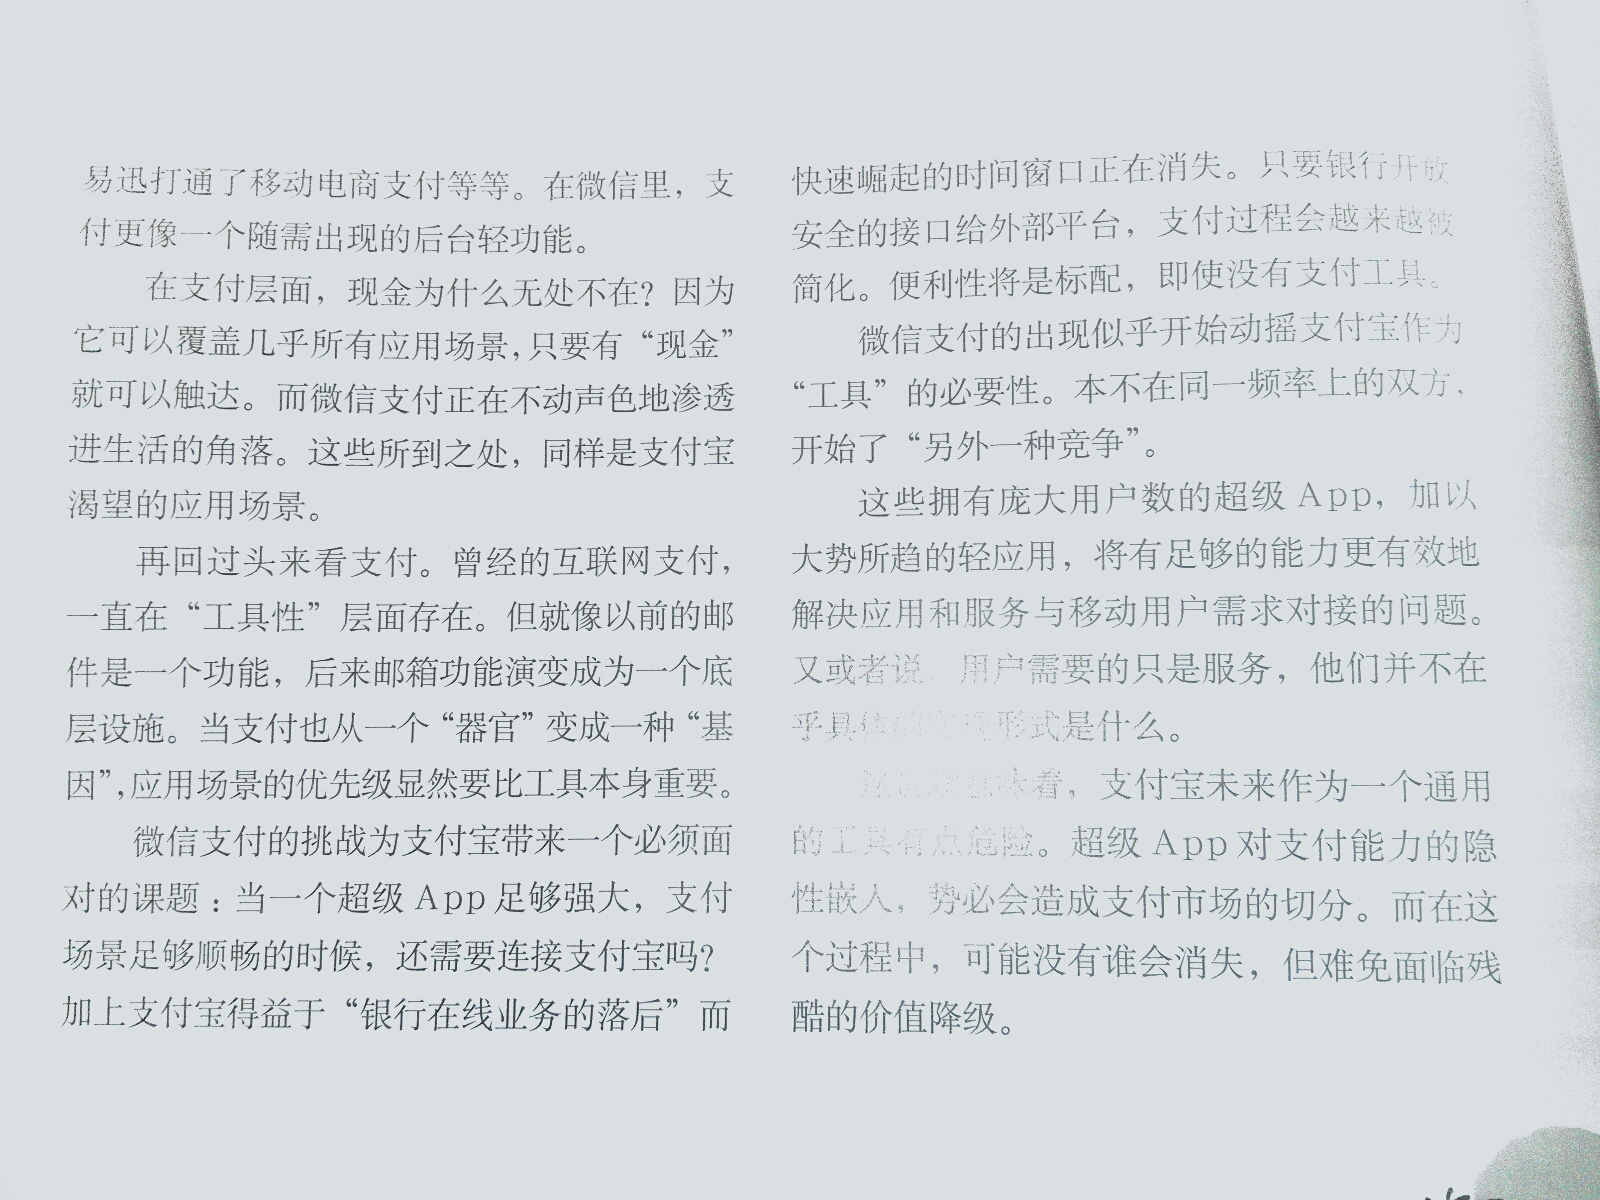 易迅打通了移动电商支付等等。在微信里，支
付更像一个随需出现的后台轻功能。
在支付层面，现金为什么无处不在？因为
它可以覆盖几乎所有应用场景，只要有“现金”
就可以触达。而微信支付正在不动声色地渗透
进生活的角落。这些所到之处，同样是支付宝
渴望的应用场景。
再回过头来看支付。曾经的互联网支付，
一直在“工具性”层面存在。但就像以前的邮
件是一个功能，后来邮箱功能演变成为一个底
层设施。当支付也从一个“器官”变成一种“基
因”，应用场景的优先级显然要比工具本身重要。
微信支付的挑战为支付宝带来一个必须面
对的课题：当一个超级 App 足够强大，支付
场景足够顺畅的时候，还需要连接支付宝吗？
加上支付宝得益于“银行在线业务的落后”而
快速崛起的时间窗口正在消失。只要银行开放
安全的接口给外部平台，支付过程会越来越被
简化。便利性将是标配，即使没有支付工具。
微信支付的出现似乎开始动摇支付宝作为
“工具”的必要性。本不在同一频率上的双方，
开始了“另外一种竞争”。
这些拥有庞大用户数的超级 App，加以
大势所趋的轻应用，将有足够的能力更有效地
解决应用和服务与移动用户需求对接的问题。
又或者说，用户需要的只是服务，他们并不在
乎具体的形式是什么。
着，支付宝未来作为一个通用
的工具有点危险。超级 App 对支付能力的隐
性嵌入，势必会造成支付市场的切分。而在这
个过程中，可能没有谁会消失，但难免面临残
酷的价值降级。